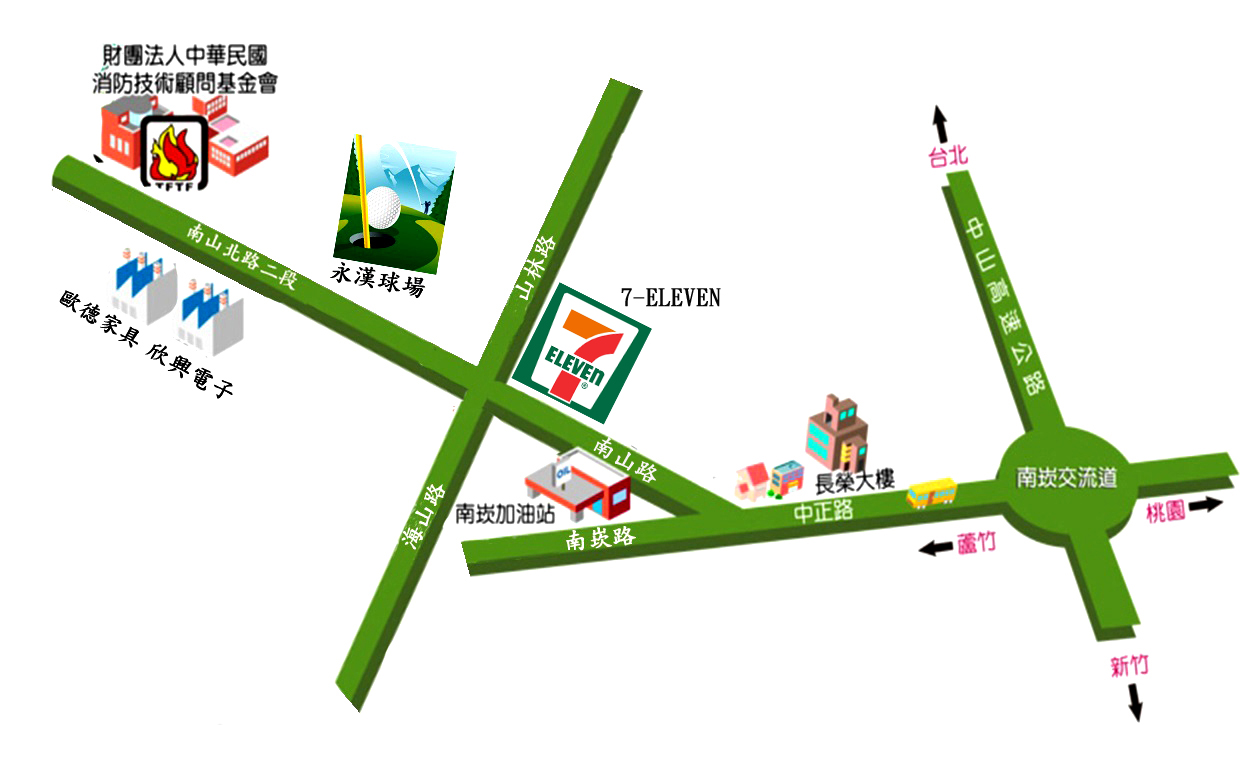 財團法人中華民國
消防技術顧問基金會
TFTF
台北
中山高速公路
南山北路二段
山林路
永漢球場
7-ELEVEN
7
ELEVEn
®
歐德家具 欣興電子
南山路
OIL
南崁加油站
海山路
長榮大樓
中正路
南崁路
南崁交流道
桃園
蘆竹
新竹